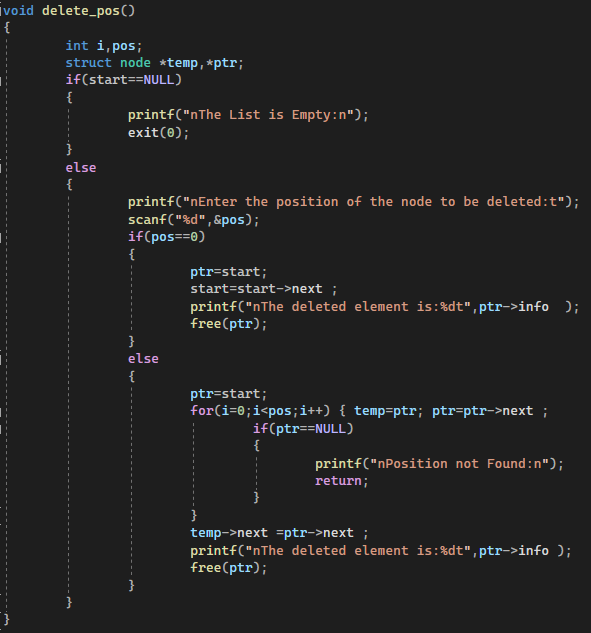 void delete_pos()
{
        int i,pos;
        struct node *temp,*ptr;
        if(start==NULL)
        {
                printf("nThe List is Empty:n");
                exit(0);
        }
        else
        {
                printf("nEnter the position of the node to be deleted:t");
                scanf("%d",&pos);
                if(pos==0)
                {
                        ptr=start;
                        start=start->next ;
                        printf("nThe deleted element is:%dt",ptr->info  );
                        free(ptr);
                }
                else
                {
                        ptr=start;
                        for(i=0;i<pos;i++) { temp=ptr; ptr=ptr->next ;
                                if(ptr==NULL)
                                {
                                        printf("nPosition not Found:n");
                                        return;
                                }
                        }
                        temp->next =ptr->next ;
                        printf("nThe deleted element is:%dt",ptr->info );
                        free(ptr);
                }
        }
}